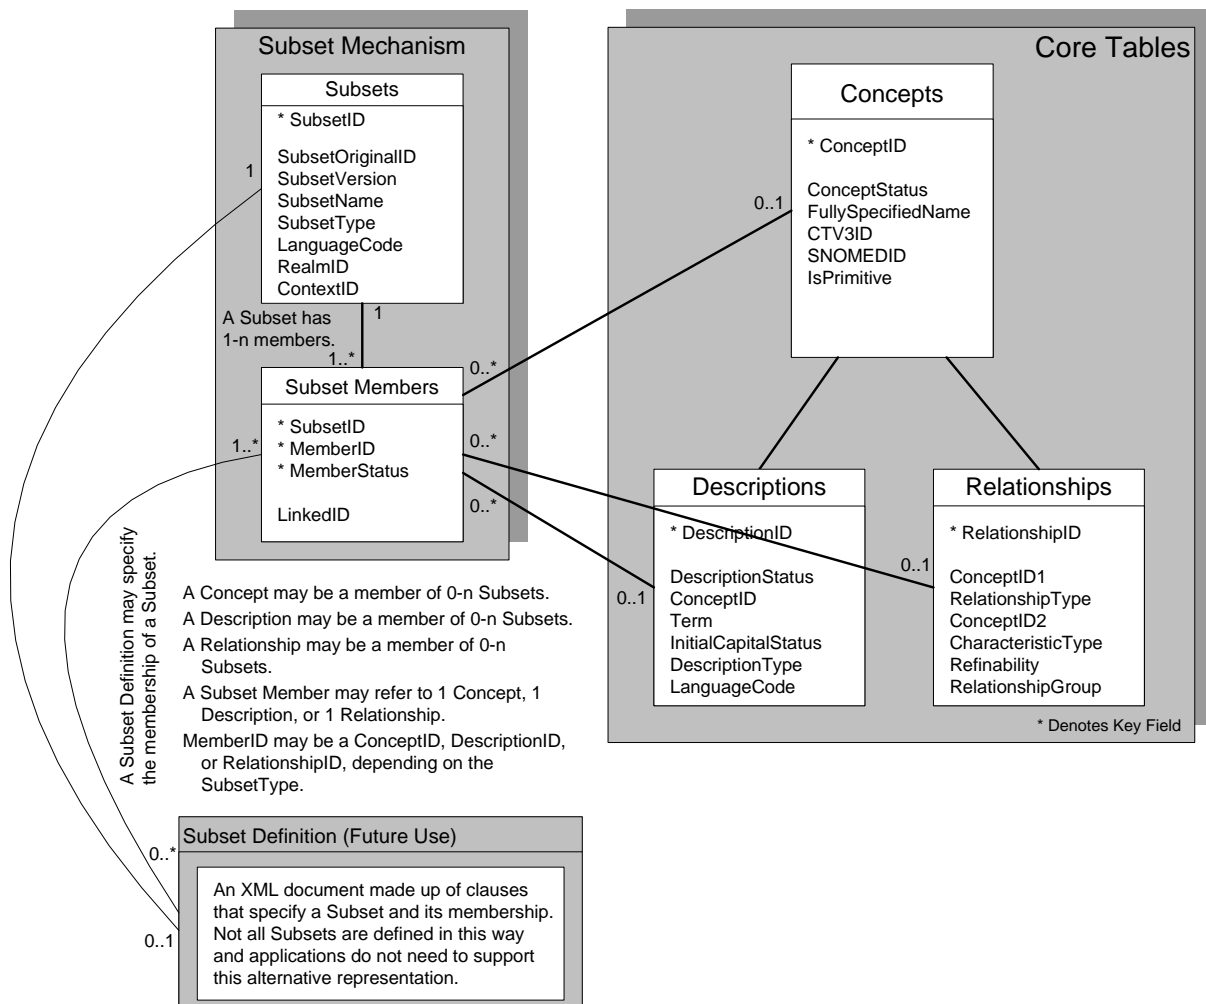 Subset Mechanism
Subsets
* SubsetID
SubsetOriginalID
SubsetVersion
SubsetName
SubsetType
LanguageCode
RealmID
ContextID
1
1
A Subset has
1-n members.
1..*
Subset Members
* SubsetID
* MemberID
* MemberStatus
LinkedID
1..*
0..*
0..*
0..*
Core Tables
Concepts
* ConceptID
ConceptStatus
FullySpecifiedName
CTV3ID
SNOMEDID
IsPrimitive
0..1
Descriptions
* DescriptionID
DescriptionStatus
ConceptID
Term
InitialCapitalStatus
DescriptionType
LanguageCode
0..1
Relationships
* RelationshipID
ConceptID1
RelationshipType
ConceptID2
CharacteristicType
Refinability
RelationshipGroup
0..1
* Denotes Key Field
A Subset Definition may specify
the membership of a Subset.
A Concept may be a member of 0-n Subsets.
A Description may be a member of 0-n Subsets.
A Relationship may be a member of 0-n
Subsets.
A Subset Member may refer to 1 Concept, 1
Description, or 1 Relationship.
MemberID may be a ConceptID, DescriptionID,
or RelationshipID, depending on the
SubsetType.
0..*
0..1
Subset Definition (Future Use)
An XML document made up of clauses
that specify a Subset and its membership.
Not all Subsets are defined in this way
and applications do not need to support
this alternative representation.